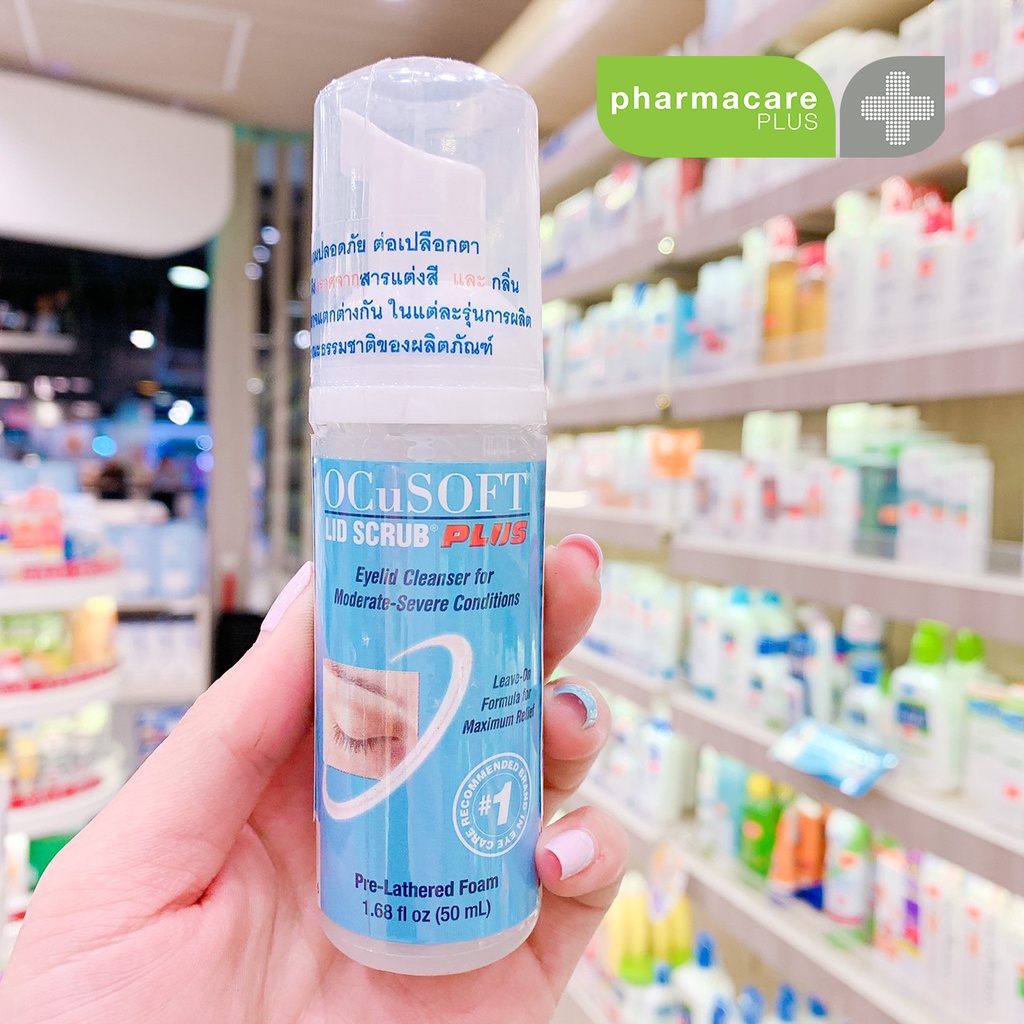 pharmacare
PLUS
ปลอดภัย ต่อเปลือกตา
สารแต่งสี และ กลิ่น
แตกต่างกัน ในแต่ละรุ่นการผลิต
ธรรมชาติของผลิตภัณฑ์
OCuSOFT
LID SCRUB® PLUS
Eyelid Cleanser for
Moderate-Severe Conditions
Leave-On
Formula for
Maximum Relief
#1
RECOMMENDED BRAND IN EYE CARE
Pre-Lathered Foam
1.68 fl oz (50 mL)